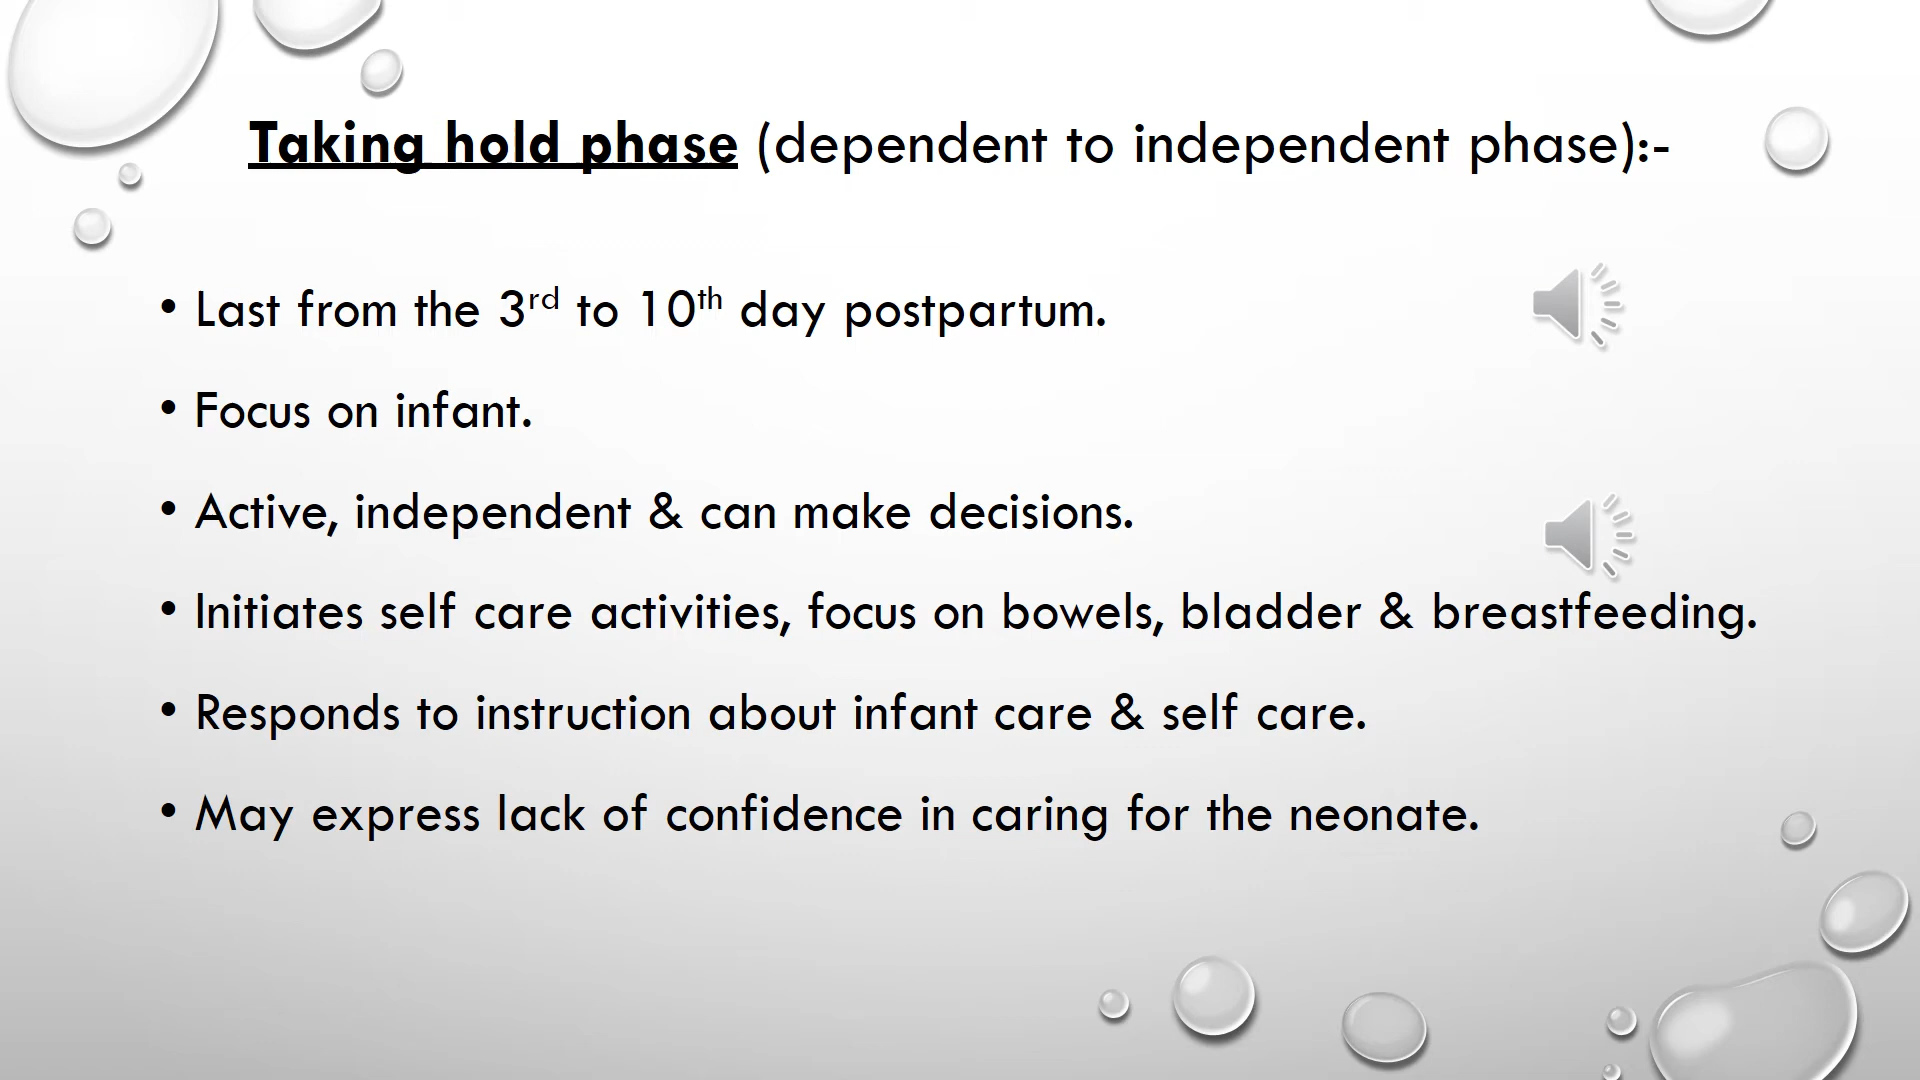 Taking hold phase (dependent to independent phase):-
• Last from the 3rd to 10th day postpartum.
• Focus on infant.
• Active, independent & can make decisions.
• Initiates self care activities, focus on bowels, bladder & breastfeeding.
• Responds to instruction about infant care & self care.
• May express lack of confidence in caring for the neonate.